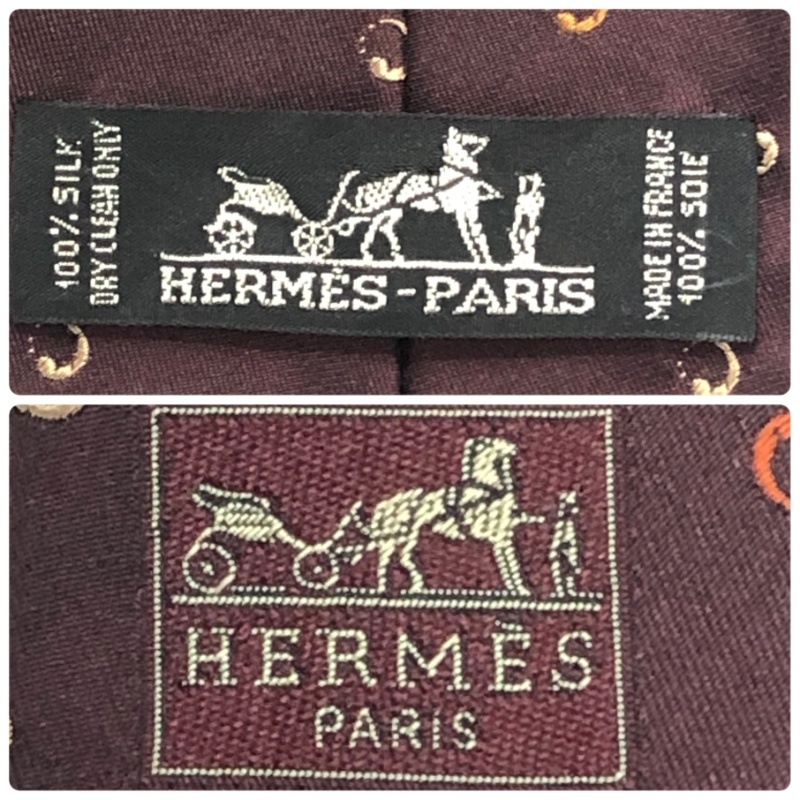 100% SILK
DRY CLEAN ONLY
HERMÈS-PARIS
MADE IN FRANCE
100% SOIE
HERMÈS
PARIS